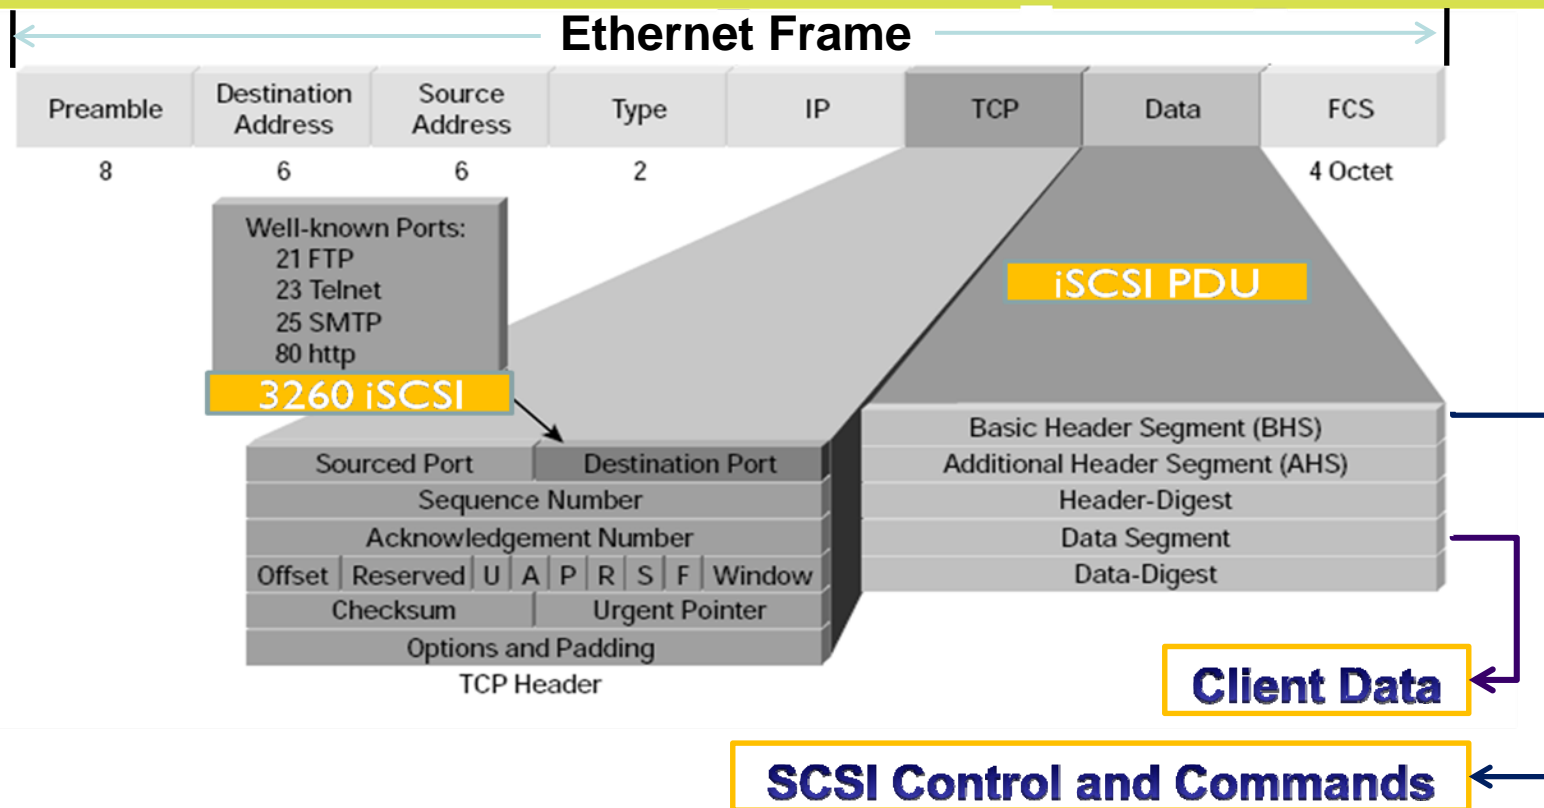 Ethernet Frame
Preamble
Destination
Address
Source
Address
Type
IP
TCP
Data
FCS
8
6
6
2
4 Octet
Well-known Ports:
21 FTP
23 Telnet
25 SMTP
80 http
3260 iSCSI
iSCSI PDU
Sourced Port
Destination Port
Sequence Number
Acknowledgement Number
Offset Reserved U A P R S F Window
Checksum
Urgent Pointer
Options and Padding
TCP Header
Basic Header Segment (BHS)
Additional Header Segment (AHS)
Header-Digest
Data Segment
Data-Digest
Client Data
SCSI Control and Commands